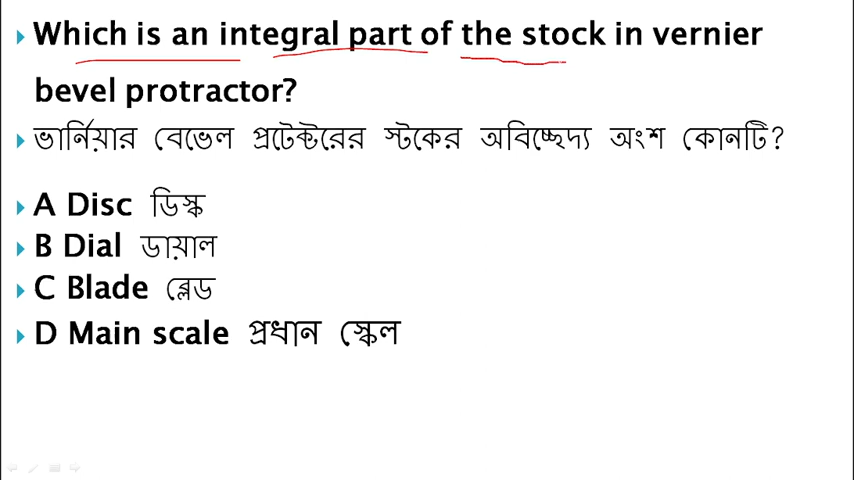 Which is an integral part of the stock in vernier
bevel protractor?
ভার্নিয়ার বেভেল প্রটেক্টরের স্টকের অবিচ্ছেদ্য অংশ কোনটি?
A Disc ডিস্ক
B Dial ডায়াল
C Blade ব্লেড
D Main scale প্রধান স্কেল